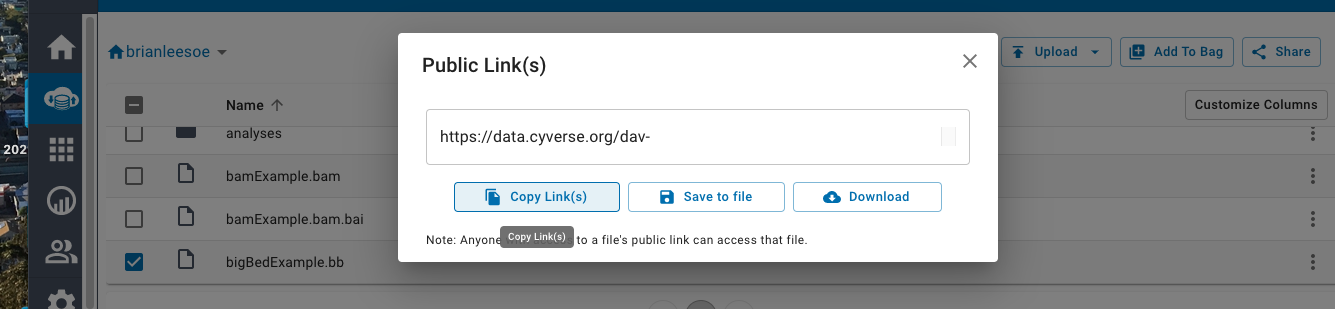 brianleesoe
Upload
Add To Bag
Share
Public Link(s)
Name
Customize Columns
https://data.cyverse.org/dav-
analyses
202
bamExample.bam
Copy Link(s)
Save to file
Download
bamExample.bam.bai
Copy Link(s)
Note: Anyone to a file's public link can access that file.
bigBedExample.bb